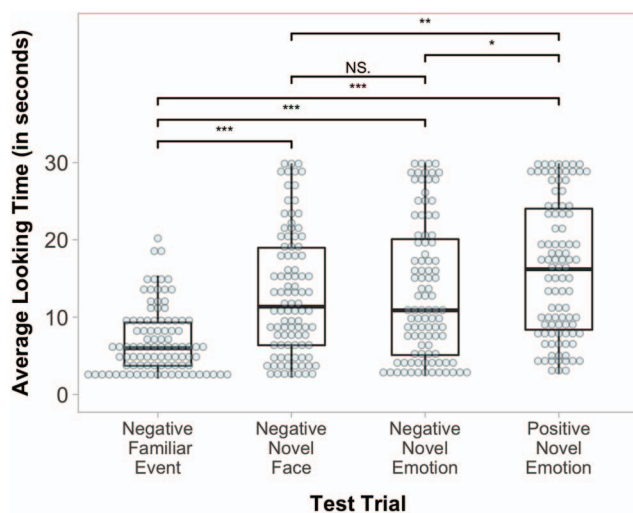 **
*
NS.
***
***
***
Average Looking Time (in seconds)
30
20
10
0
Negative Familiar Event
Negative Novel Face
Negative Novel Emotion
Positive Novel Emotion
Test Trial